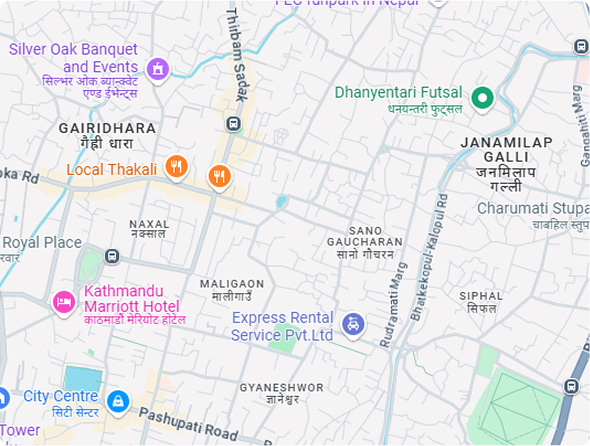 FEC funpark in Nepal
Thirbam Sadak
Silver Oak Banquet
and Events
सिल्भर ओक ब्यान्क्वेट
एण्ड ईभेन्ट्स
Dhanyentari Futsal
धनयन्तरी फुट्सल
Gangahiti Marg
GAIRIDHARA
गैह्री धारा
JANAMILAP
GALLI
जनमिलाप
गल्ली
Local Thakali
oka Rd
Charumati Stupa
चाबहिल स्तुप
NAXAL
नक्साल
SANO
GAUCHARAN
सानो गौचरन
Royal Place
रवार
Bhatkekopul-Kalopul Rd
Rudramati Marg
MALIGAON
मालीगाउँ
Kathmandu
Marriott Hotel
काठमाडौं मेरियोट होटेल
SIPHAL
सिफल
Express Rental
Service Pvt.Ltd
GYANESHWOR
ज्ञानेश्वर
City Centre
सिटी सेन्टर
Pashupati Road
Tower